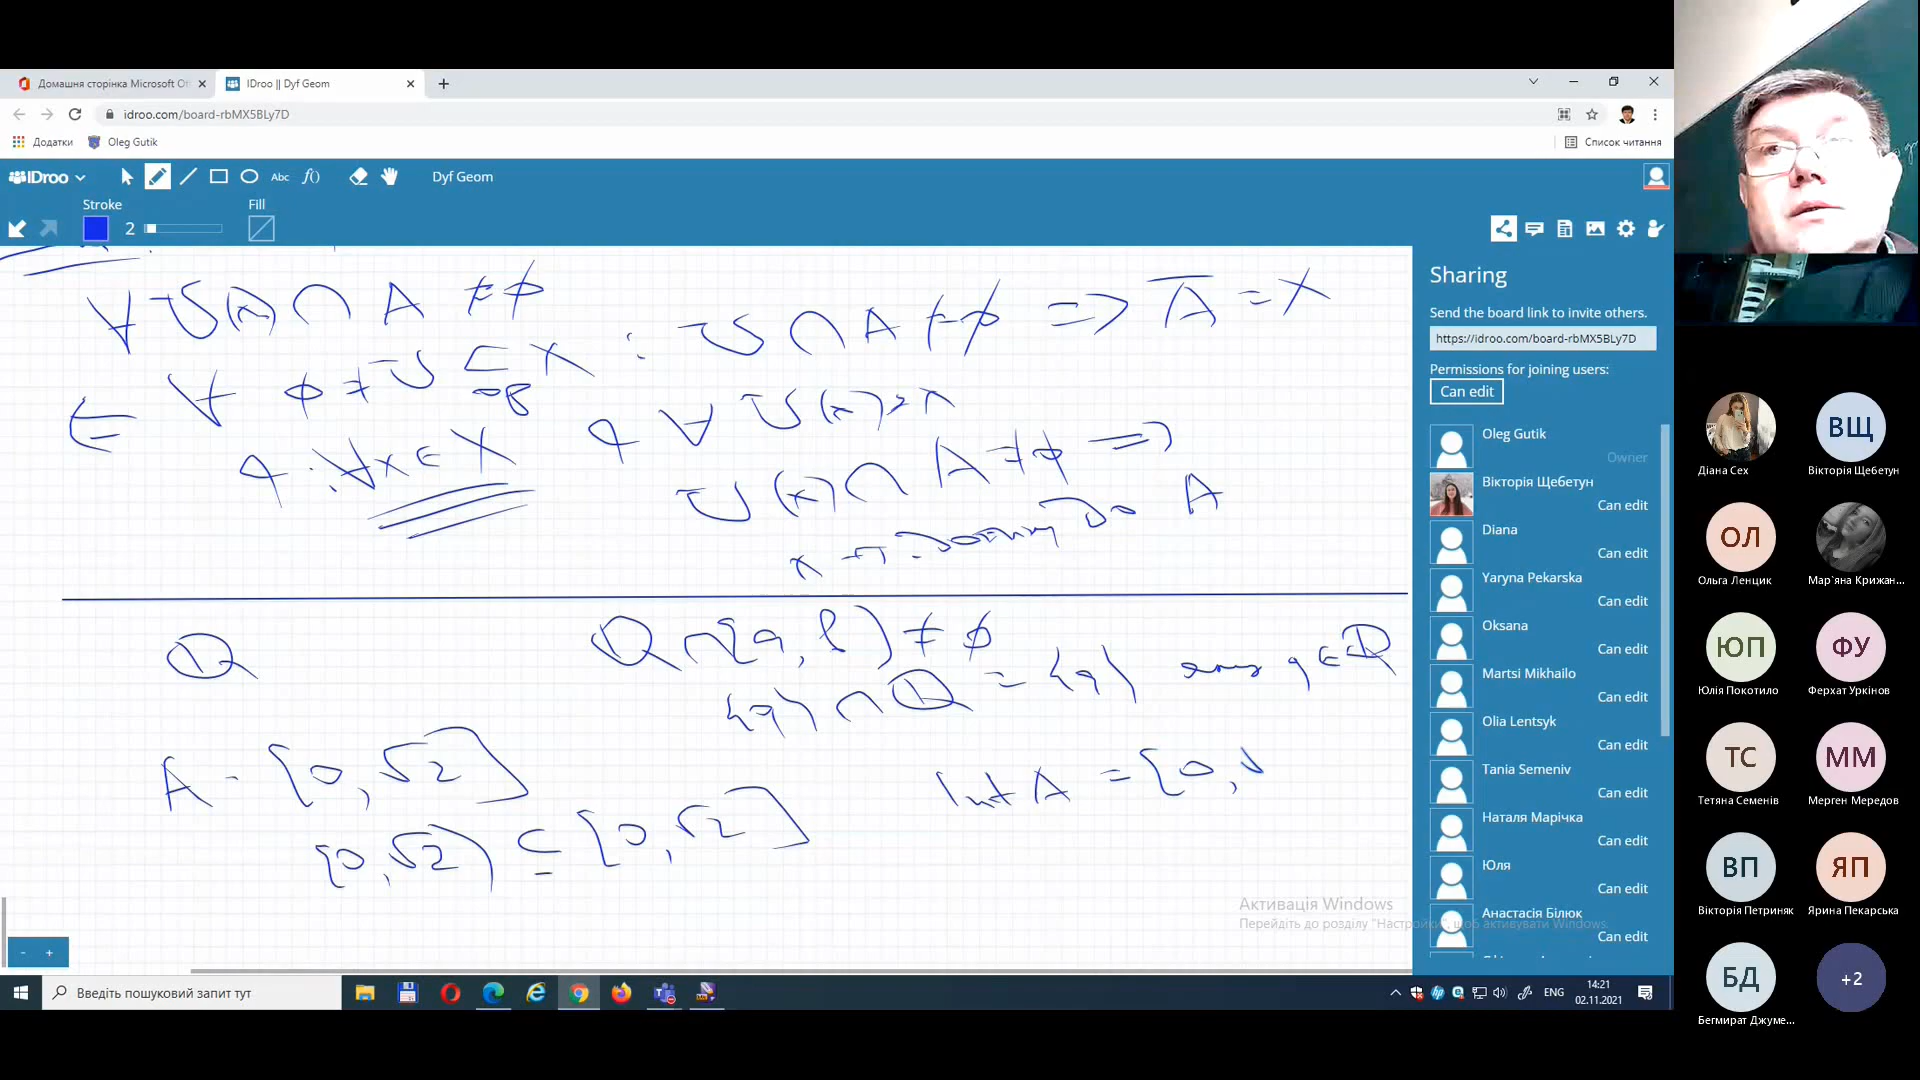 Домашня сторінка Microsoft Of
IDroo || Dyf Geom
idroo.com/board-rbMX5BLy7D
Додатки
Oleg Gutik
Список читання
IDroo
Abc
f()
Dyf Geom
Stroke
2
Fill
∀ U(x) ∩ A ≠ ∅
: U ∩ A ≠ ∅ => Ā = X
∀ ∅ ≠ U ⊆ X
∀ U(x) ∋ x
∀x ∈ X
U(x) ∩ A ≠ ∅ =>
до A
Q
Q ∩ [a, b) ≠ ∅
{q} ∩ Q = {q} якщо q ∈ Q
A = [0, √2]
Int A = [0,
[0, √2) ⊆ [0, √2]
Sharing
Send the board link to invite others.
https://idroo.com/board-rbMX5BLy7D
Permissions for joining users:
Can edit
Oleg Gutik
Owner
Вікторія Щебетун
Can edit
Diana
Can edit
Yaryna Pekarska
Can edit
Oksana
Can edit
Martsi Mikhailo
Can edit
Olia Lentsyk
Can edit
Tania Semeniv
Can edit
Наталя Марічка
Can edit
Юля
Can edit
Анастасія Білюк
Can edit
Активація Windows
Перейдіть до розділу "Настройки", щоб активувати Windows.
- +
Введіть пошуковий запит тут
ENG
14:21
02.11.2021
Діана Сех
ВЩ
Вікторія Щебетун
ОЛ
Ольга Ленцик
Мар`яна Крижан...
ЮП
Юлія Покотило
ФУ
Ферхат Уркінов
ТС
Тетяна Семенів
ММ
Мерген Мередов
ВП
Вікторія Петриняк
ЯП
Ярина Пекарська
БД
Бегмират Джуме...
+2